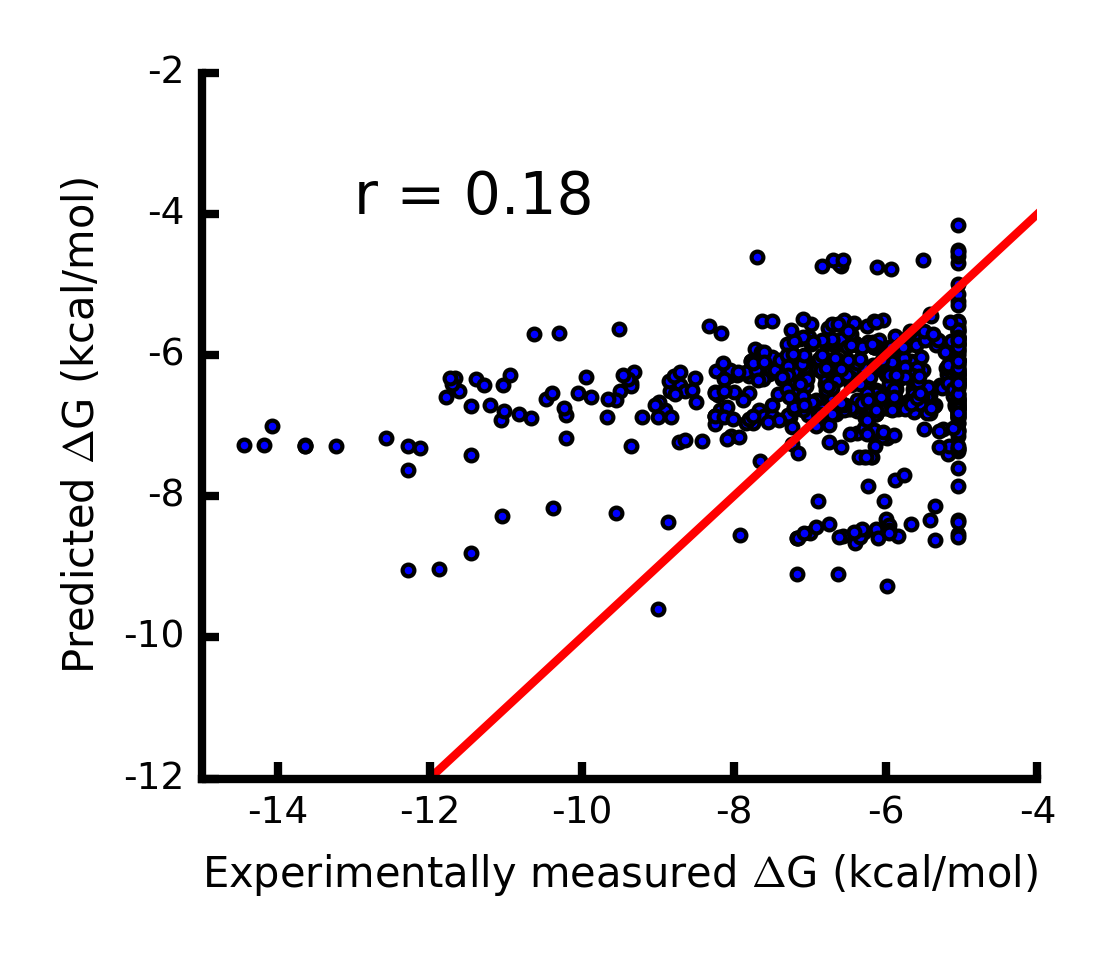 -2
-4
-6
-8
-10
-12
Predicted ΔG (kcal/mol)
r = 0.18
-14 -12 -10 -8 -6 -4
Experimentally measured ΔG (kcal/mol)